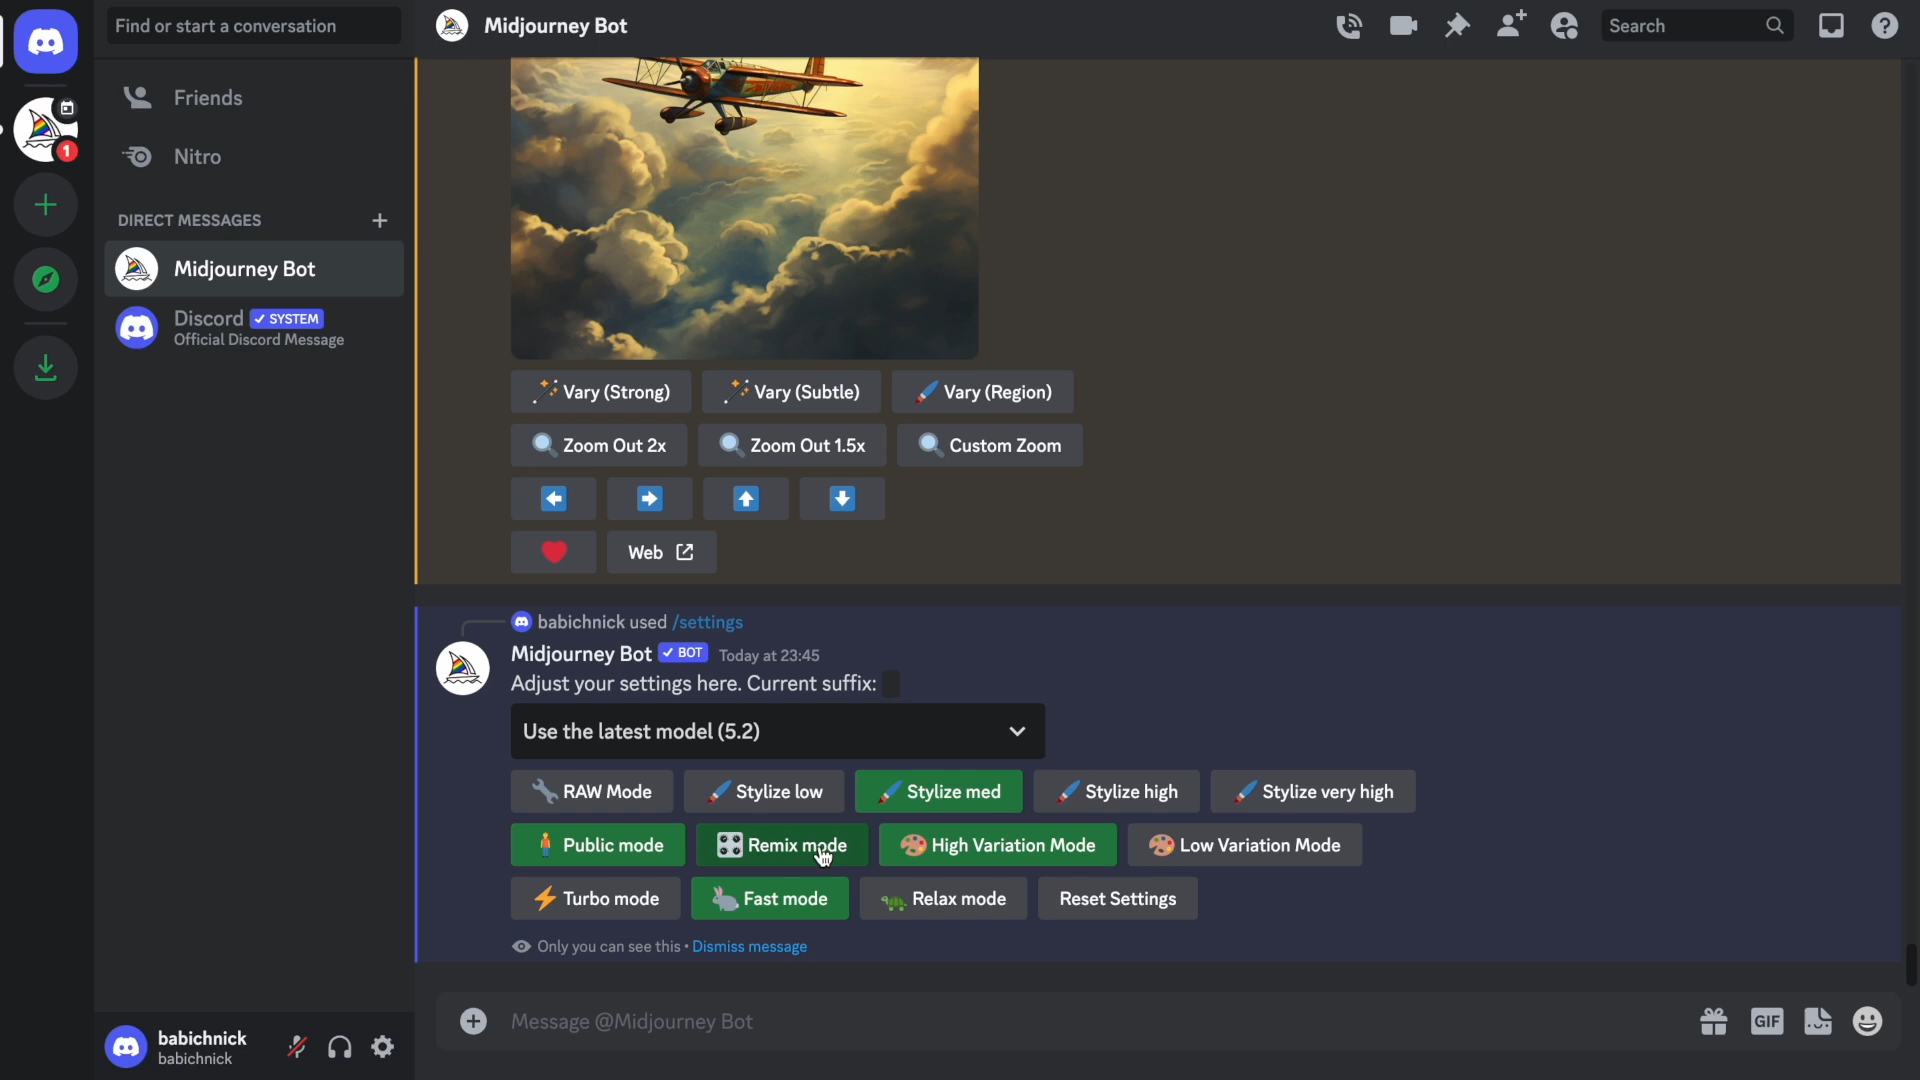 Find or start a conversation
Friends
Nitro
DIRECT MESSAGES
Midjourney Bot
Discord ✓ SYSTEM
Official Discord Message
1
babichnick
babichnick
Midjourney Bot
Search
Vary (Strong) Vary (Subtle) Vary (Region)
Zoom Out 2x Zoom Out 1.5x Custom Zoom
Web
babichnick used /settings
Midjourney Bot ✓ BOT Today at 23:45
Adjust your settings here. Current suffix:
Use the latest model (5.2)
RAW Mode Stylize low Stylize med Stylize high Stylize very high
Public mode Remix mode High Variation Mode Low Variation Mode
Turbo mode Fast mode Relax mode Reset Settings
Only you can see this • Dismiss message
Message @Midjourney Bot
GIF